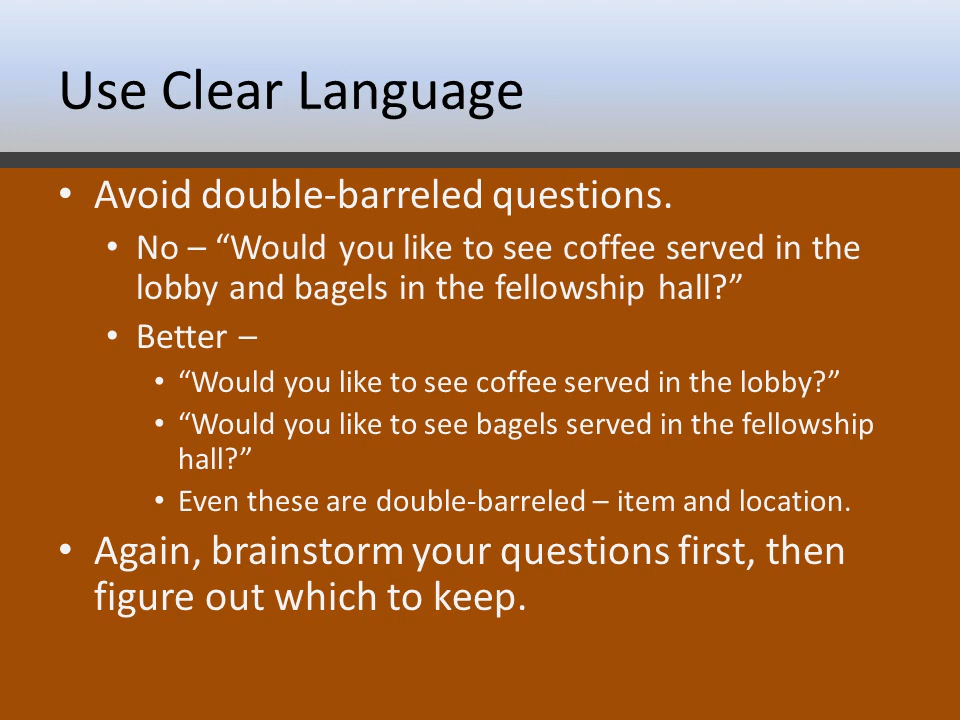 Use Clear Language
• Avoid double-barreled questions.
• No – “Would you like to see coffee served in the
lobby and bagels in the fellowship hall?”
• Better –
• “Would you like to see coffee served in the lobby?”
• “Would you like to see bagels served in the fellowship
hall?”
• Even these are double-barreled – item and location.
• Again, brainstorm your questions first, then
figure out which to keep.